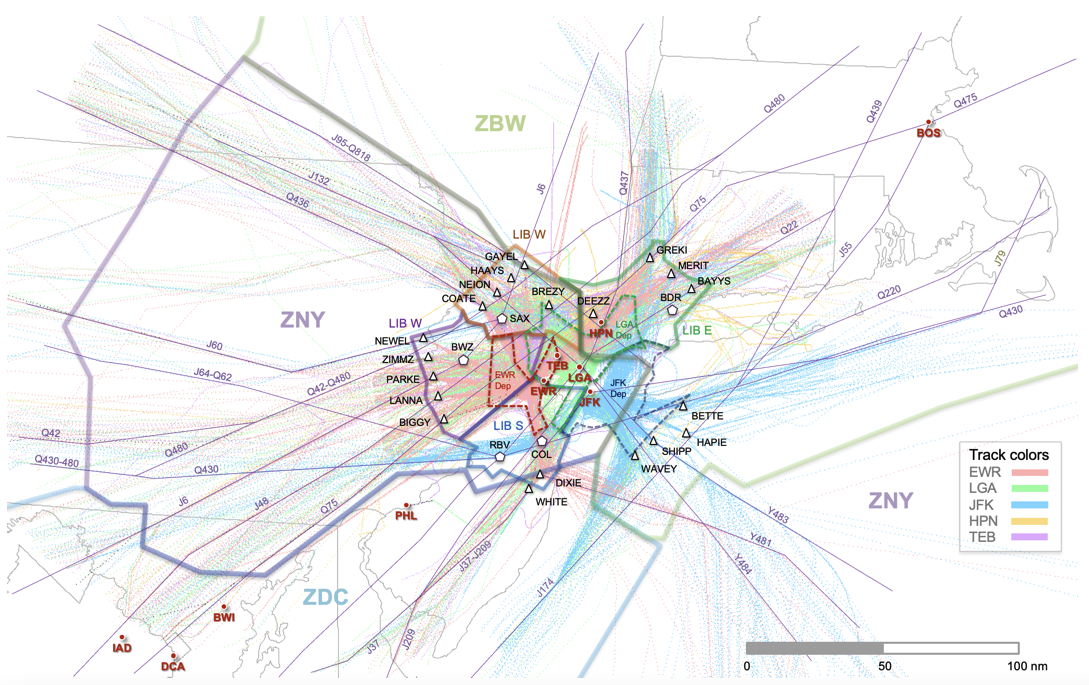 Q480
Q439
Q475
BOS
ZBW
J95-Q818
J132
Q436
J6
Q437
Q75
Q22
J55
J79
LIB W
GAYEL
GREKI
HAAYS
MERIT
NEION
BREZY
BAYYS
COATE
DEEZZ
BDR
Q220
Q430
SAX
ZNY
LIB W
HPN
LGA
Dep
LIB E
NEWEL
BWZ
J60
ZIMMZ
TEB
PARKE
EWR
Dep
LGA
JFK
Dep
J64-Q62
Q42-Q480
EWR
JFK
LANNA
BIGGY
LIB S
BETTE
Q42
RBV
COL
HAPIE
Q480
SHIPP
Q430-480
Q430
WAVEY
DIXIE
WHITE
Track colors
EWR
LGA
JFK
HPN
TEB
J6
J48
Q75
PHL
ZNY
Y483
Y481
Y484
J37-J209
J174
ZDC
BWI
IAD
DCA
J37
J209
0
50
100 nm